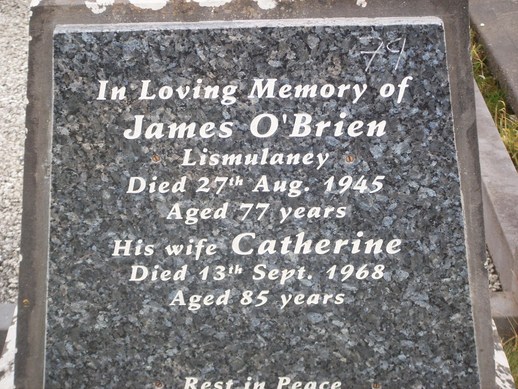 79
In Loving Memory of
James O'Brien
Lismulaney
Died 27th Aug. 1945
Aged 77 years
His wife Catherine
Died 13th Sept. 1968
Aged 85 years
Rest in Peace